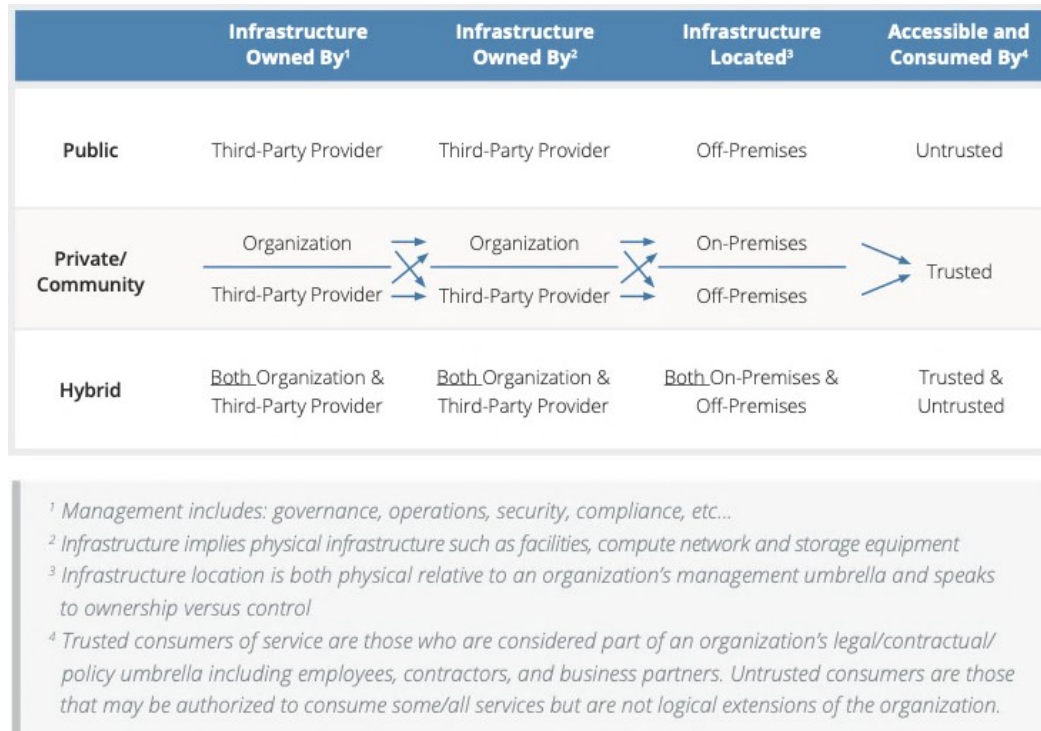 Infrastructure Owned By¹ Infrastructure Owned By² Infrastructure Located³ Accessible and Consumed By⁴
Public Third-Party Provider Third-Party Provider Off-Premises Untrusted
Private/
Community
Organization Organization On-Premises
Third-Party Provider Third-Party Provider Off-Premises
Trusted
Hybrid
Both Organization & Both Organization & Both On-Premises & Trusted &
Third-Party Provider Third-Party Provider Off-Premises Untrusted
¹ Management includes: governance, operations, security, compliance, etc...
² Infrastructure implies physical infrastructure such as facilities, compute network and storage equipment
³ Infrastructure location is both physical relative to an organization's management umbrella and speaks
to ownership versus control
⁴ Trusted consumers of service are those who are considered part of an organization's legal/contractual/
policy umbrella including employees, contractors, and business partners. Untrusted consumers are those
that may be authorized to consume some/all services but are not logical extensions of the organization.